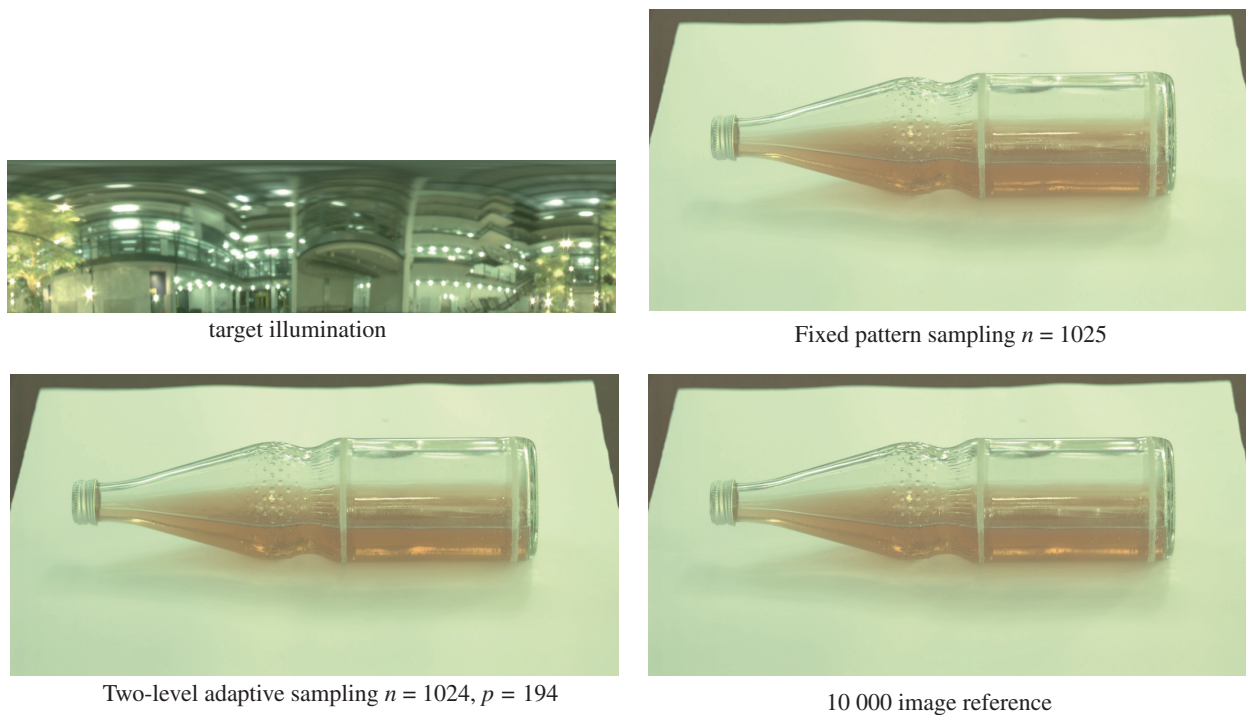 target illumination
Fixed pattern sampling n = 1025
Two-level adaptive sampling n = 1024, p = 194
10 000 image reference